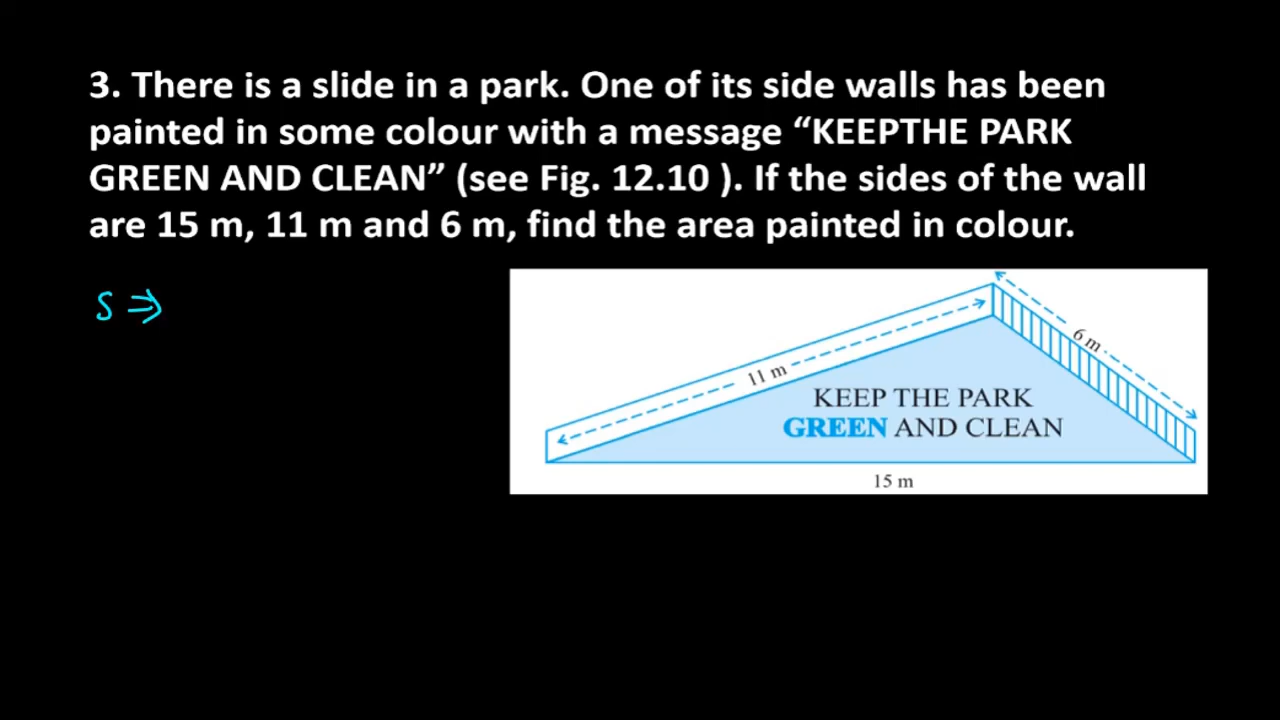 3. There is a slide in a park. One of its side walls has been
painted in some colour with a message “KEEPTHE PARK
GREEN AND CLEAN” (see Fig. 12.10 ). If the sides of the wall
are 15 m, 11 m and 6 m, find the area painted in colour.
S ⇒
11 m
6 m
KEEP THE PARK
GREEN AND CLEAN
15 m